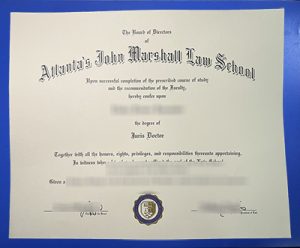 The Board of Directors
of
Atlanta's John Marshall Law School
Upon successful completion of the prescribed course of study
and the recommendation of the Faculty,
hereby confer upon
the degree of
Juris Doctor
Together with all the honors, rights, privileges, and responsibilities thereunto appertaining.
In witness
Given